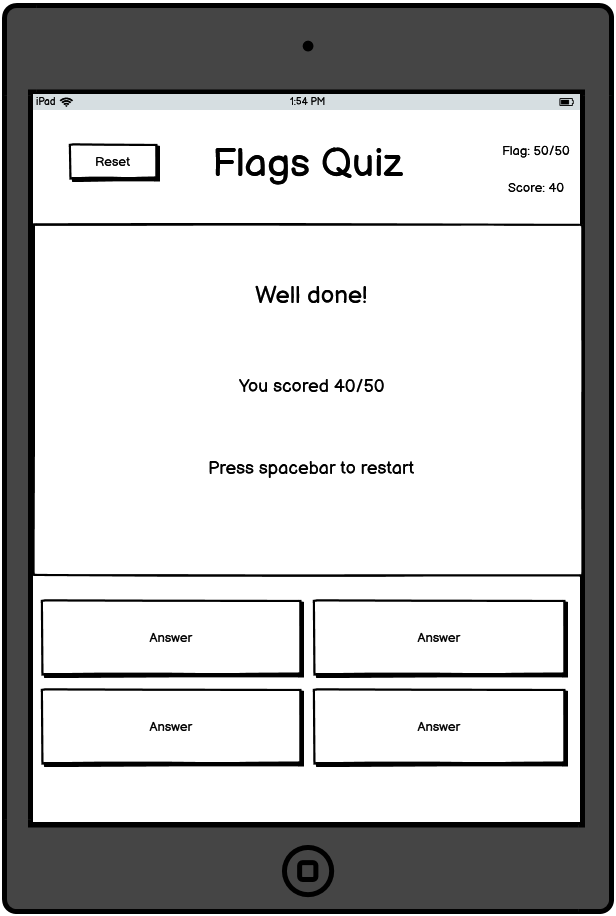 iPad 1:54 PM
Reset
Flags Quiz
Flag: 50/50
Score: 40
Well done!
You scored 40/50
Press spacebar to restart
Answer
Answer
Answer
Answer